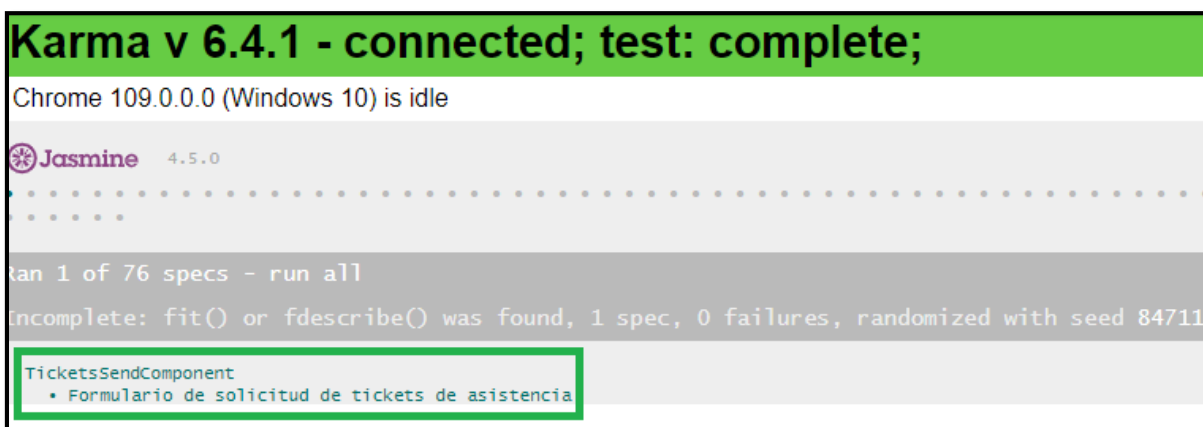 Karma v 6.4.1 - connected; test: complete;
Chrome 109.0.0.0 (Windows 10) is idle
Jasmine 4.5.0
Ran 1 of 76 specs - run all
Incomplete: fit() or fdescribe() was found, 1 spec, 0 failures, randomized with seed 84711
TicketsSendComponent
• Formulario de solicitud de tickets de asistencia